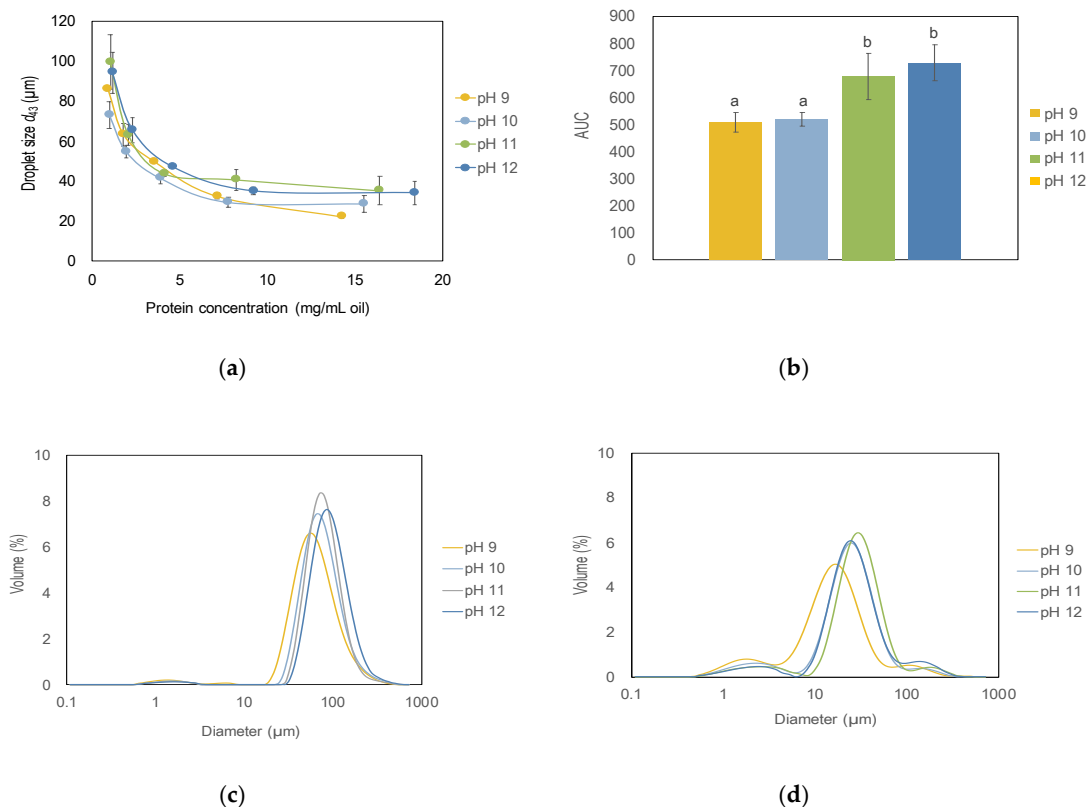 120
100
80
60
40
20
0
Droplet size d43 (µm)
0 5 10 15 20
Protein concentration (mg/mL oil)
pH 9
pH 10
pH 11
pH 12
(a)
900
800
700
600
500
400
300
200
100
0
AUC
a a b b
pH 9
pH 10
pH 11
pH 12
(b)
10
8
6
4
2
0
Volume (%)
0.1 1 10 100 1000
Diameter (µm)
pH 9
pH 10
pH 11
pH 12
(c)
10
8
6
4
2
0
Volume (%)
0.1 1 10 100 1000
Diameter (µm)
pH 9
pH 10
pH 11
pH 12
(d)